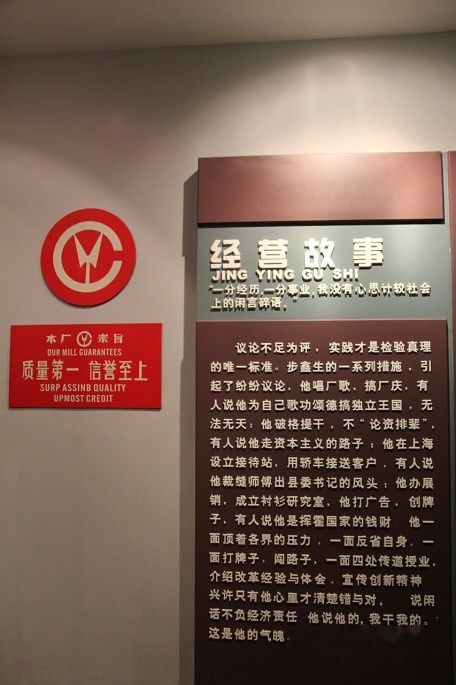 本厂 宗旨
OUR MILL GUARANTEES
质量第一 信誉至上
SURP ASSINB QUALITY
UPMOST CREDIT
经营故事
JING YING GU SHI
“一分经历,一分事业,我没有心思计较社会
上的闲言碎语。”
议论不足为评，实践才是检验真理
的唯一标准。步鑫生的一系列措施，引
起了纷纷议论，他唱厂歌、搞厂庆、有
人说他为自己歌功颂德搞独立王国，无
法无天；他破格提干，不“论资排辈”，
有人说他走资本主义的路子；他在上海
设立接待站，用轿车接送客户，有人说
他裁缝师傅出县委书记的风头；他办展
销，成立衬衫研究室，他打广告，创牌
子，有人说他是挥霍国家的钱财 他一
面顶着各界的压力，一面反省自身，一
面打牌子，闯路子，一面四处传道授业，
介绍改革经验与体会，宣传创新精神
兴许只有他心里才清楚错与对， 说闲
话不负经济责任 他说他的,我干我的。
这是他的气魄